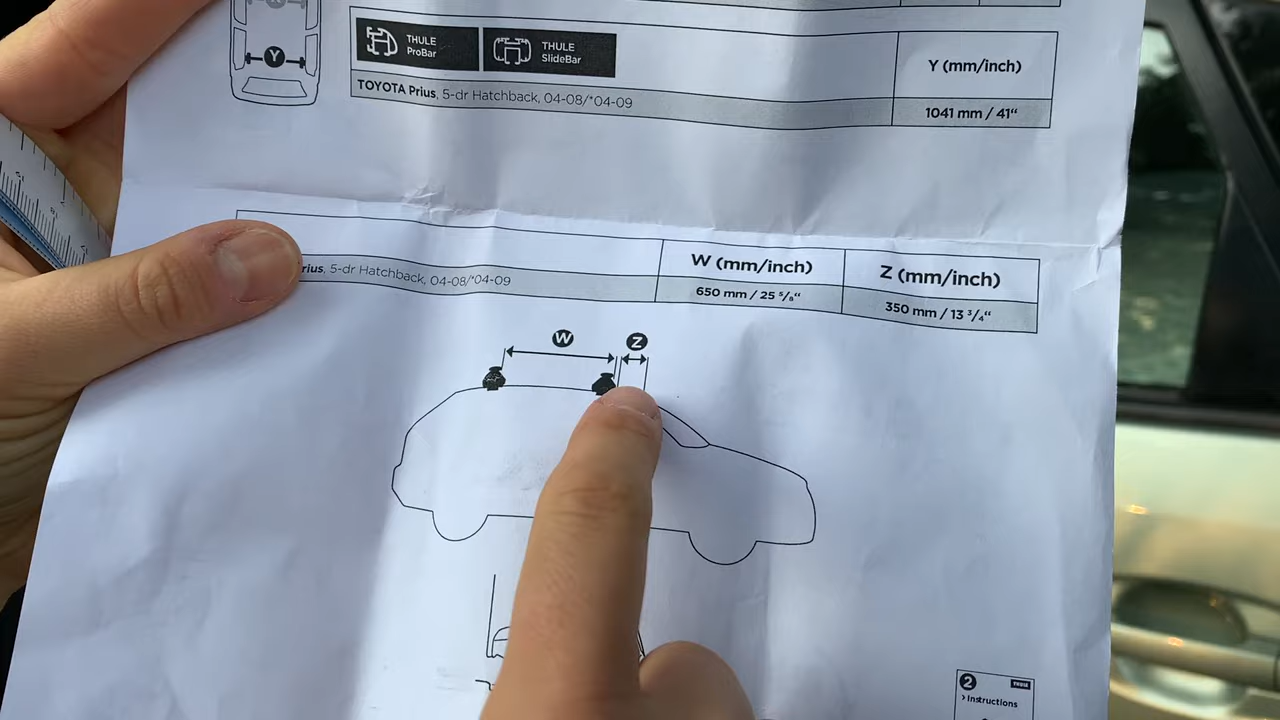 Y
THULE
ProBar
THULE
SlideBar
Y (mm/inch)
TOYOTA Prius, 5-dr Hatchback, 04-08/*04-09
1041 mm / 41“
W (mm/inch)
Z (mm/inch)
rius, 5-dr Hatchback, 04-08/*04-09
650 mm / 25 ⁵/₈“
350 mm / 13 ³/₄“
W
Z
2
THULE
› Instructions